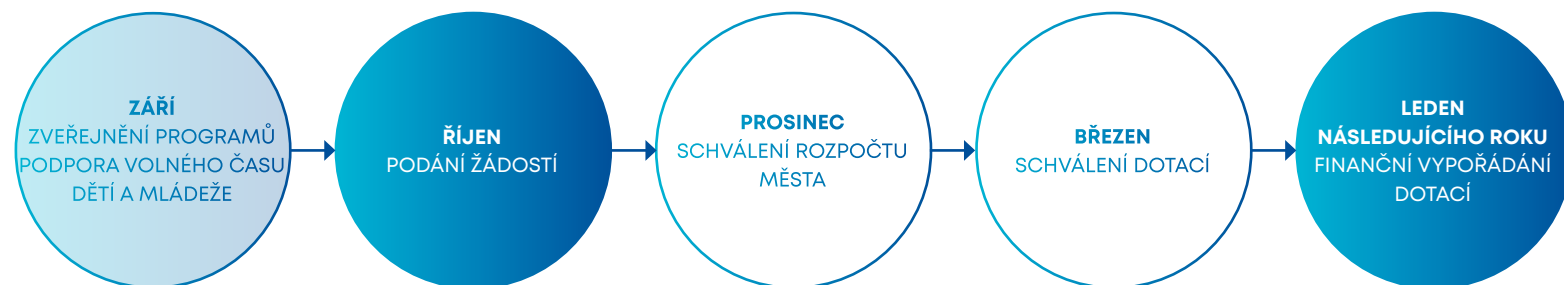 ZÁŘÍ
ZVEŘEJNĚNÍ PROGRAMŮ
PODPORA VOLNÉHO ČASU
DĚTÍ A MLÁDEŽE
ŘÍJEN
PODÁNÍ ŽÁDOSTÍ
PROSINEC
SCHVÁLENÍ ROZPOČTU
MĚSTA
BŘEZEN
SCHVÁLENÍ DOTACÍ
LEDEN
NÁSLEDUJÍCÍHO ROKU
FINANČNÍ VYPOŘÁDÁNÍ
DOTACÍ